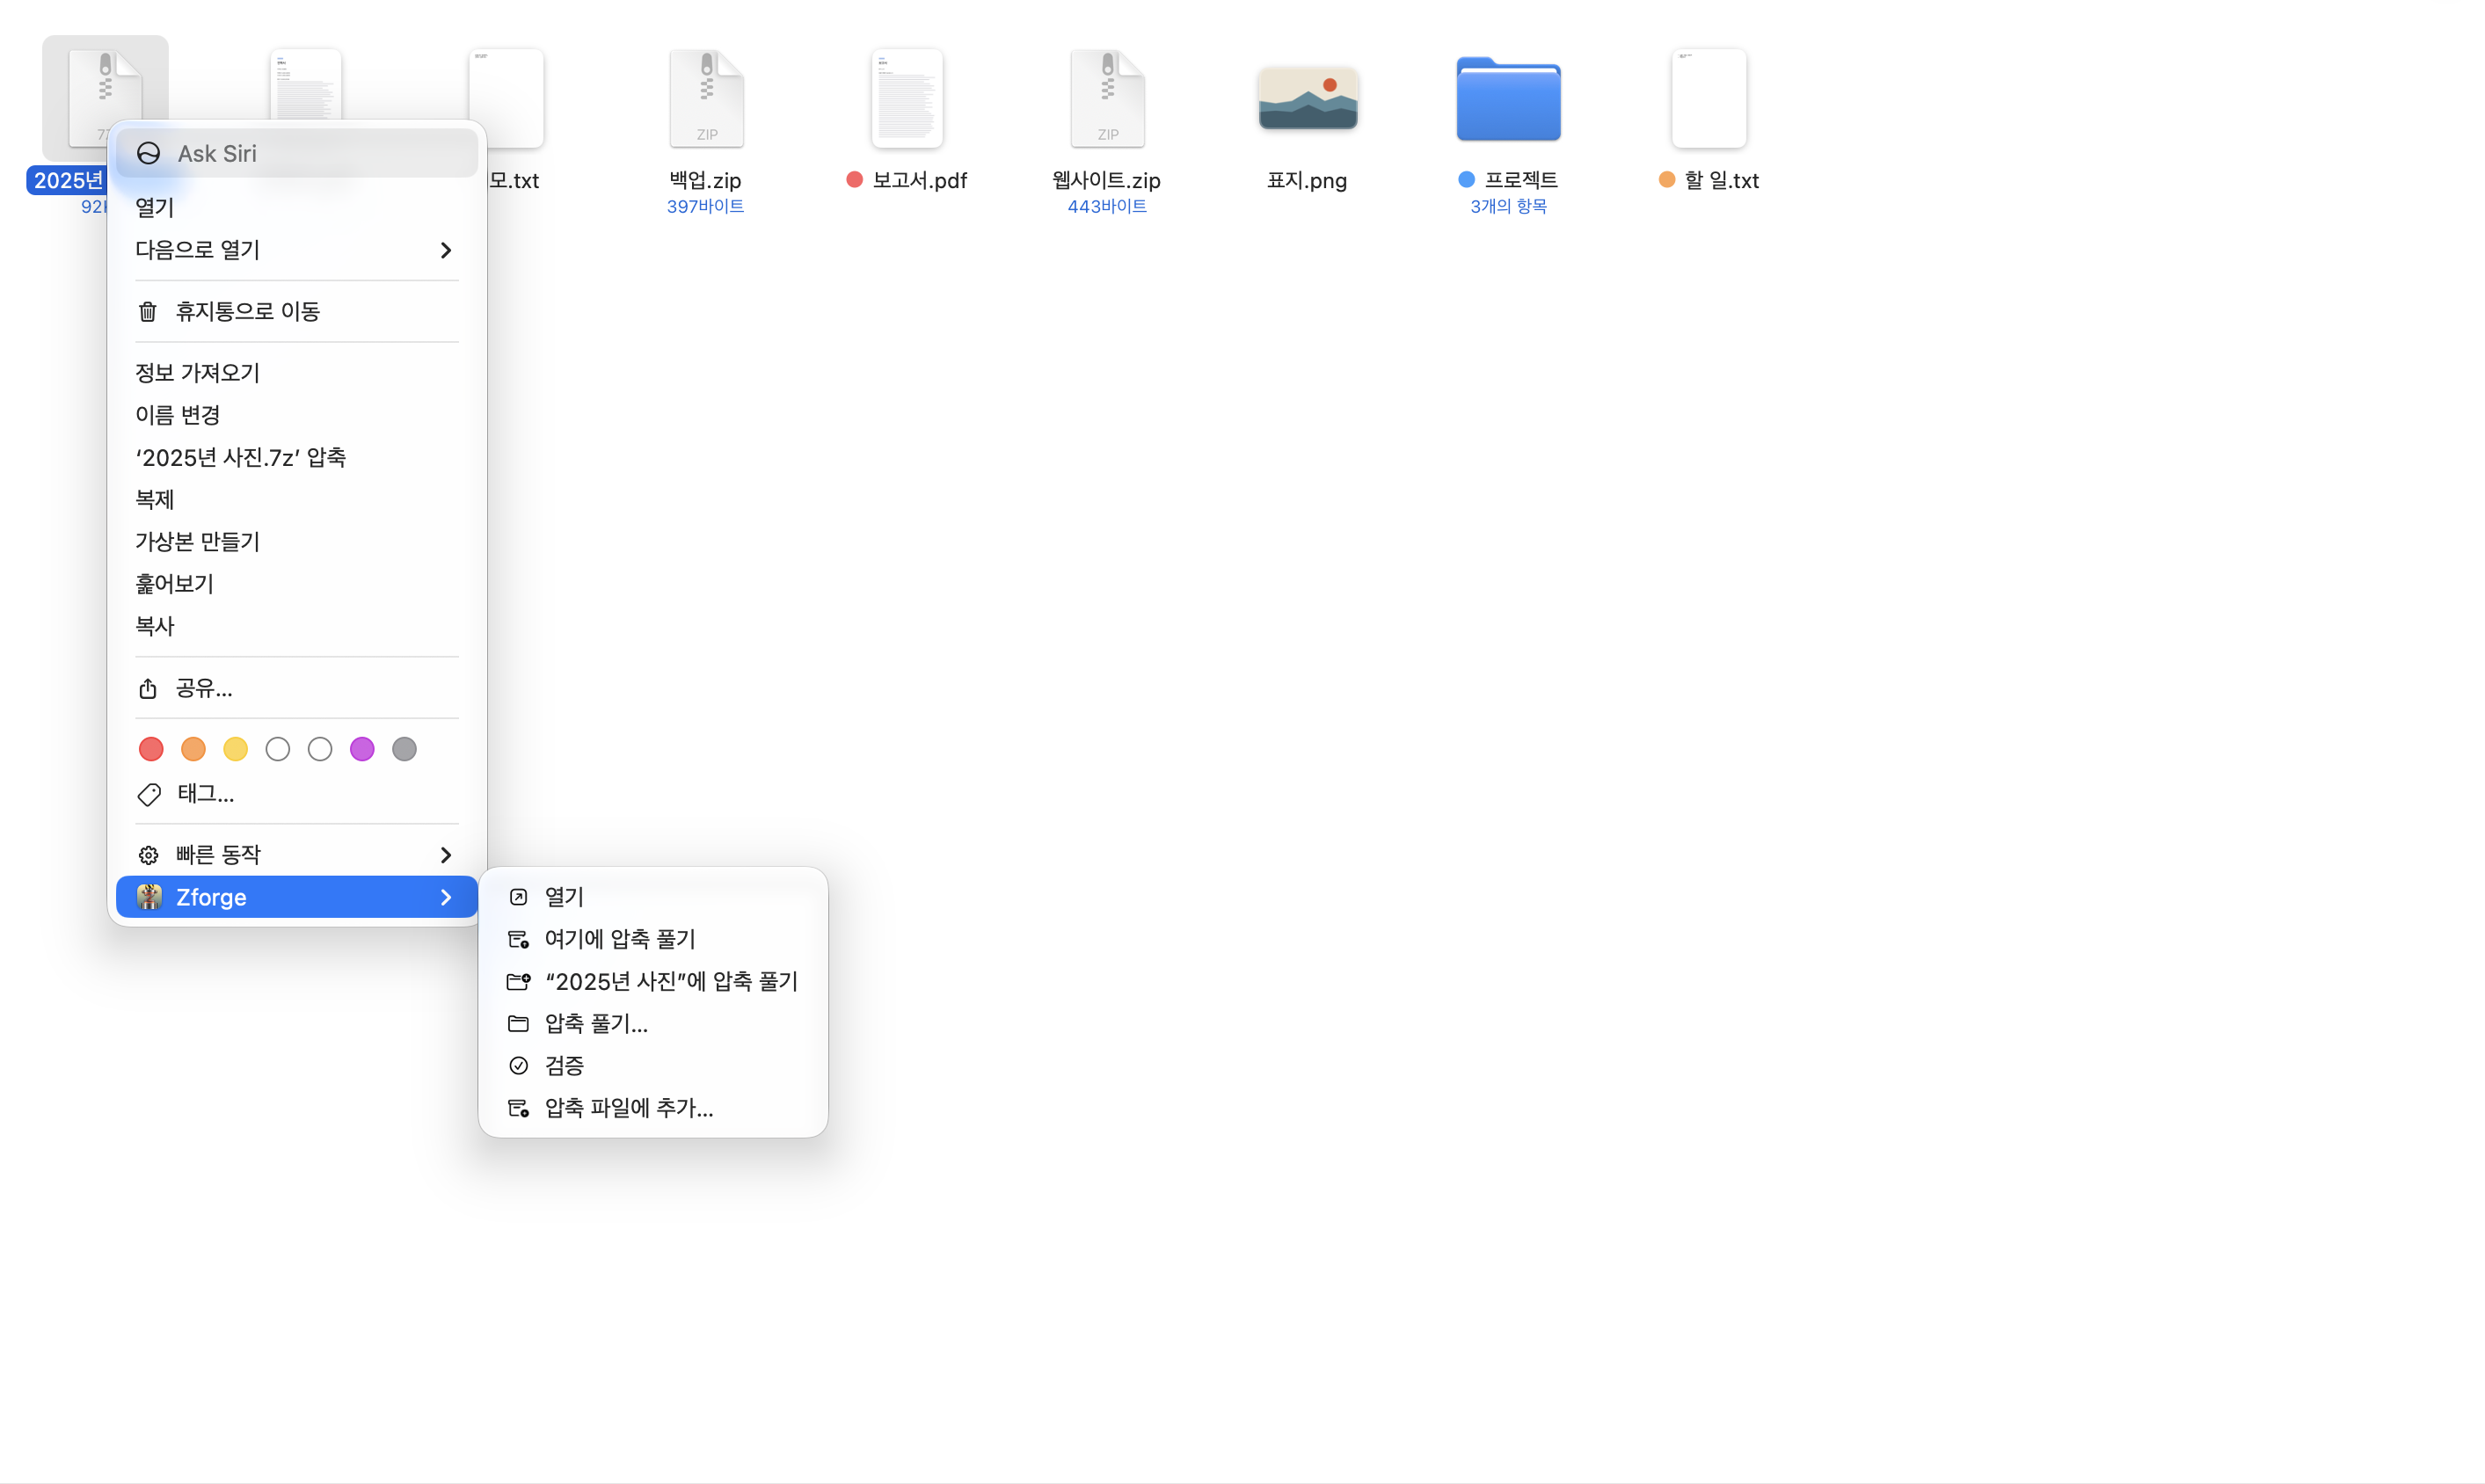 2025년
92
모.txt
ZIP
백업.zip
397바이트
보고서.pdf
ZIP
웹사이트.zip
443바이트
표지.png
프로젝트
3개의 항목
할 일.txt
Ask Siri
열기
다음으로 열기
휴지통으로 이동
정보 가져오기
이름 변경
‘2025년 사진.7z’ 압축
복제
가상본 만들기
훑어보기
복사
공유...
태그...
빠른 동작
Zforge
열기
여기에 압축 풀기
“2025년 사진”에 압축 풀기
압축 풀기...
검증
압축 파일에 추가...